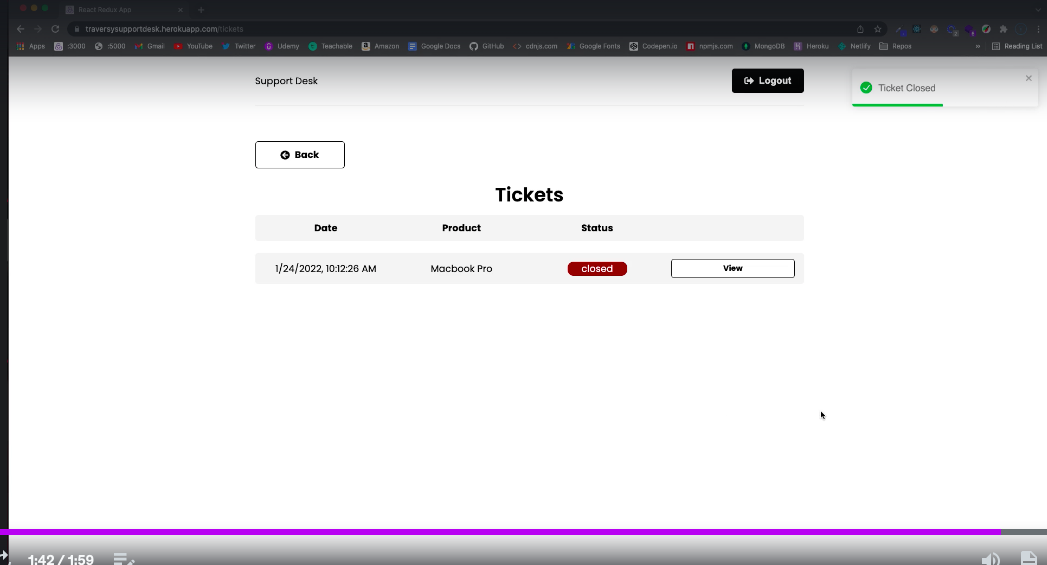 React Redux App
traversysupportdesk.herokuapp.com/tickets
Apps :3000 :5000 Gmail YouTube Twitter Udemy Teachable Amazon Google Docs GitHub cdnjs.com Google Fonts Codepen.io npmjs.com MongoDB Heroku Netlify Repos » Reading List
Support Desk
Logout
Ticket Closed
Back
Tickets
Date Product Status
1/24/2022, 10:12:26 AM Macbook Pro closed View
1:42 / 1:59